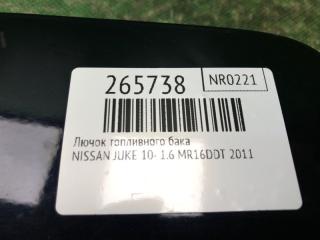 265738
NR0221
Лючок топливного бака
NISSAN JUKE 10- 1.6 MR16DDT 2011